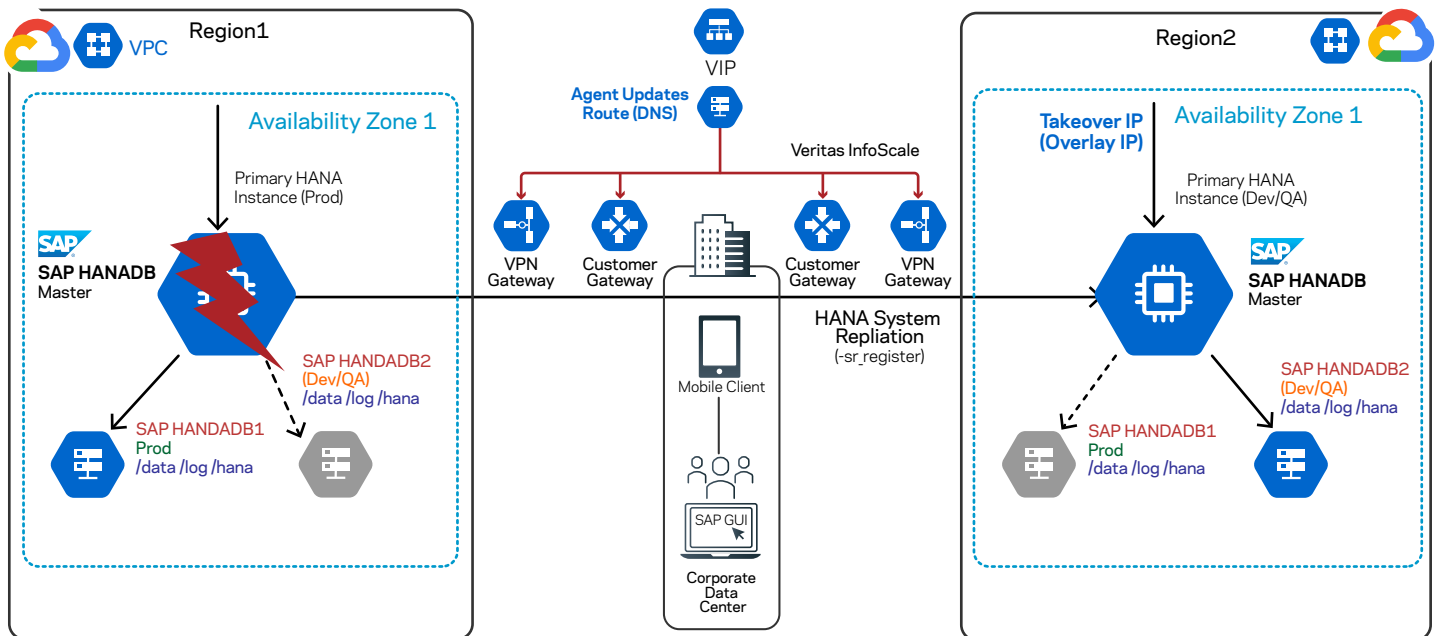 Region1
VPC
Availability Zone 1
Primary HANA
Instance (Prod)
SAP
SAP HANADB
Master
SAP HANDADB2
(Dev/QA)
/data /log /hana
SAP HANDADB1
Prod
/data /log /hana
VIP
Agent Updates
Route (DNS)
Veritas InfoScale
VPN
Gateway
Customer
Gateway
Customer
Gateway
VPN
Gateway
HANA System
Repliation
(-sr_register)
Mobile Client
SAP GUI
Corporate
Data
Center
Region2
Takeover IP
(Overlay IP)
Availability Zone 1
Primary HANA
Instance (Dev/QA)
SAP
SAP HANADB
Master
SAP HANDADB2
(Dev/QA)
/data /log /hana
SAP HANDADB1
Prod
/data /log /hana